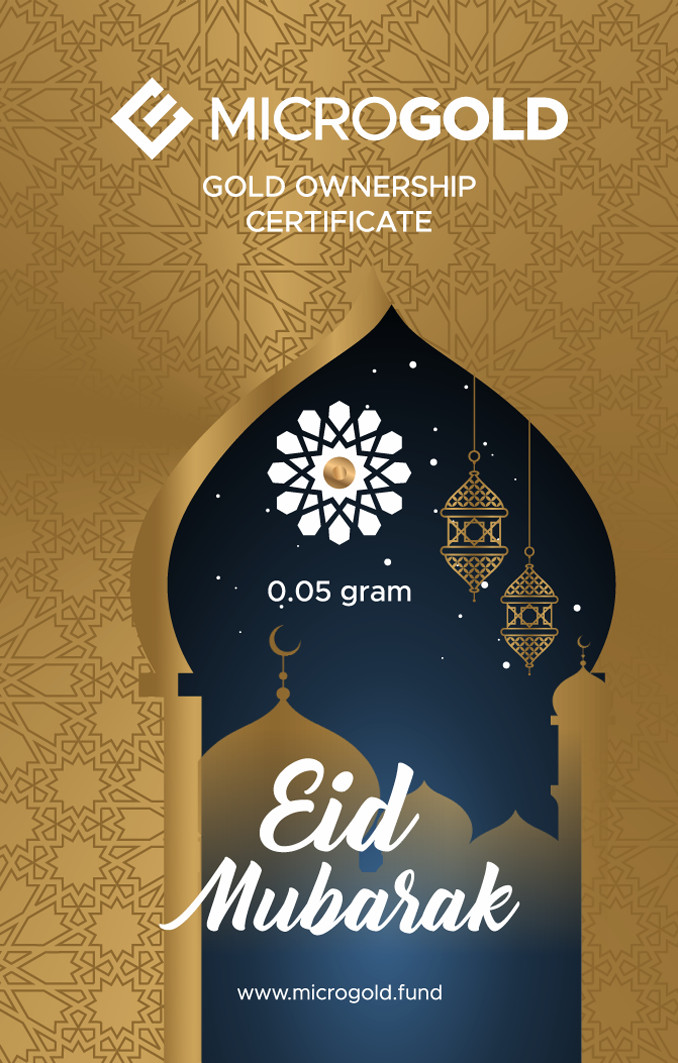 MICROGOLD
GOLD OWNERSHIP
CERTIFICATE
0.05 gram
Eid
Mubarak
www.microgold.fund